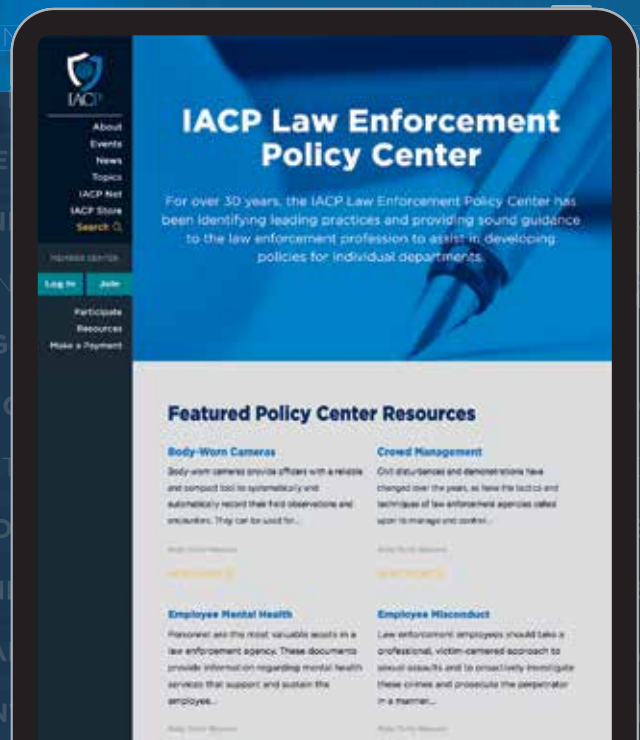 IACP
About
Events
News
Topics
IACP Net
IACP Store
Search
MEMBER CENTER
Log In
Join
Participate
Resources
Make a Payment
IACP Law Enforcement
Policy Center
For over 30 years, the IACP Law Enforcement Policy Center has
been identifying leading practices and providing sound guidance
to the law enforcement profession to assist in developing
policies for individual departments.
Featured Policy Center Resources
Body-Worn Cameras
Body-worn cameras provide officers with a reliable
and compact tool to systematically and
automatically record their field observations and
encounters. They can be used for...
Crowd Management
Civil disturbances and demonstrations have
changed over the years, as have the tactics and
techniques of law enforcement agencies called
upon to manage and control...
Employee Mental Health
Personnel are the most valuable assets in a
law enforcement agency. These documents
provide information regarding mental health
services that support and sustain the
employee...
Employee Misconduct
Law enforcement employees should take a
professional, victim-centered approach to
sexual assaults and to proactively investigate
these crimes and prosecute the perpetrator
in a manner...